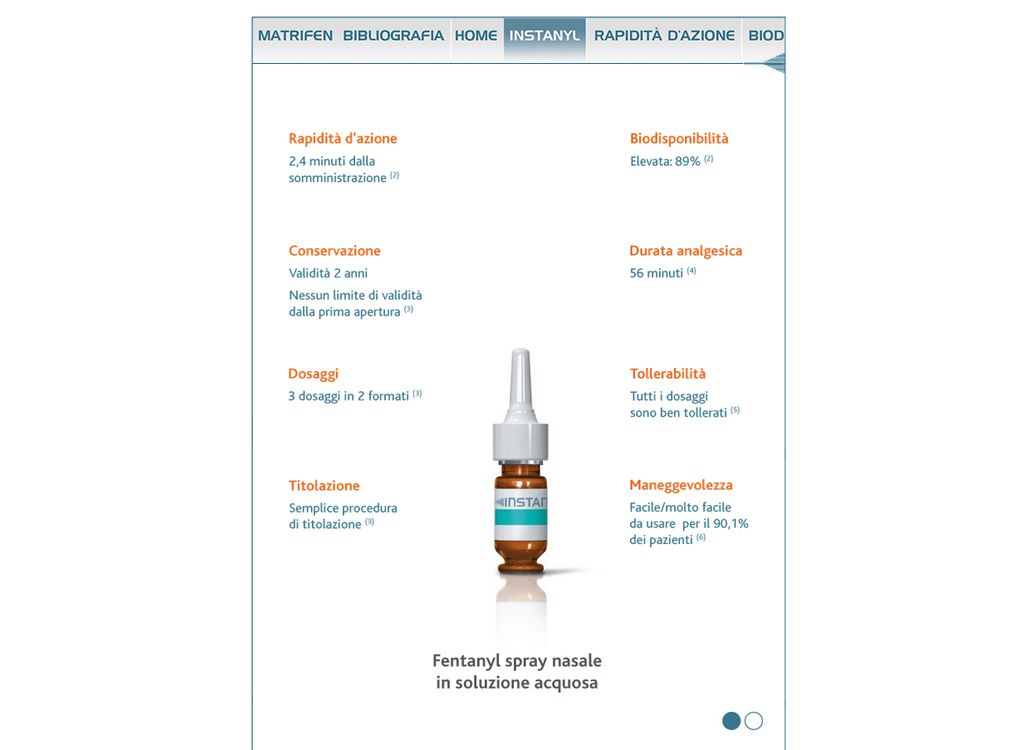 MATRIFEN BIBLIOGRAFIA HOME INSTANYL RAPIDITÀ D'AZIONE BIOD
Rapidità d'azione
2,4 minuti dalla
somministrazione (2)
Biodisponibilità
Elevata: 89% (2)
Conservazione
Validità 2 anni
Nessun limite di validità
dalla prima apertura (3)
Durata analgesica
56 minuti (4)
Dosaggi
3 dosaggi in 2 formati (3)
Tollerabilità
Tutti i dosaggi
sono ben tollerati (5)
Titolazione
Semplice procedura
di titolazione (3)
Maneggevolezza
Facile/molto facile
da usare per il 90,1%
dei pazienti (6)
INSTAN
Fentanyl spray nasale
in soluzione acquosa